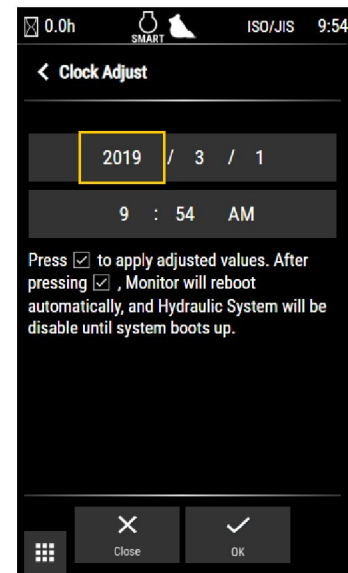 0.0h SMART ISO/JIS 9:54
Clock Adjust
2019 / 3 / 1
9 : 54 AM
Press ☑ to apply adjusted values. After
pressing ☑ , Monitor will reboot
automatically, and Hydraulic System will be
disable until system boots up.
Close OK